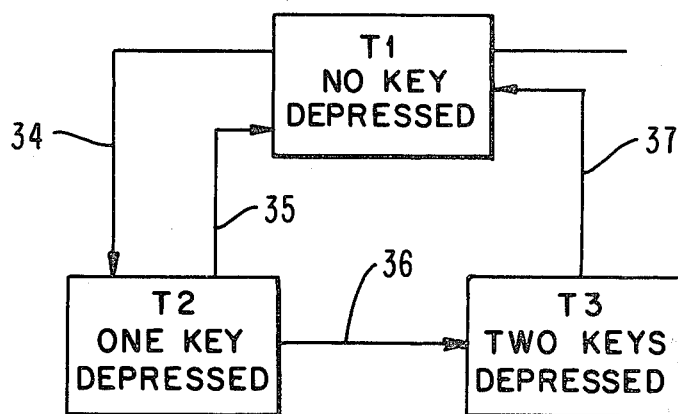 T1
NO KEY
DEPRESSED
34
35
37
36
T2
ONE KEY
DEPRESSED
T3
TWO KEYS
DEPRESSED